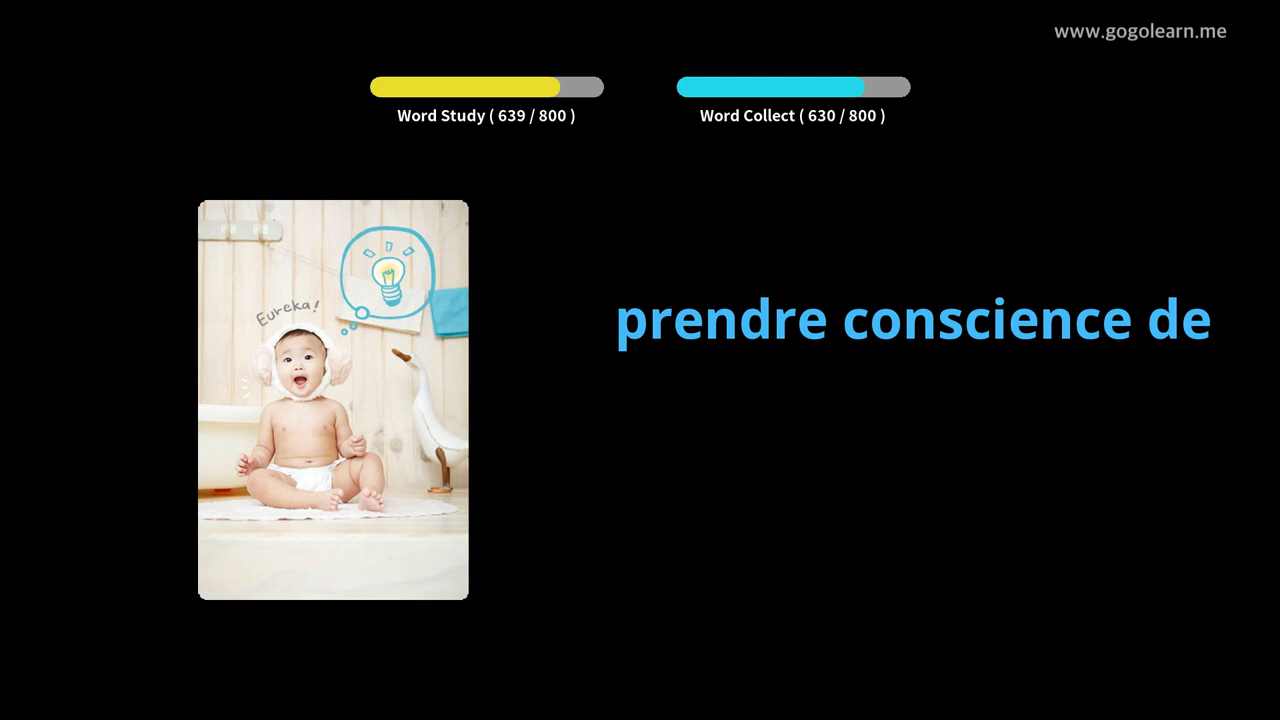 www.gogolearn.me
Word Study ( 639 / 800 )
Word Collect ( 630 / 800 )
Eureka!
prendre conscience de